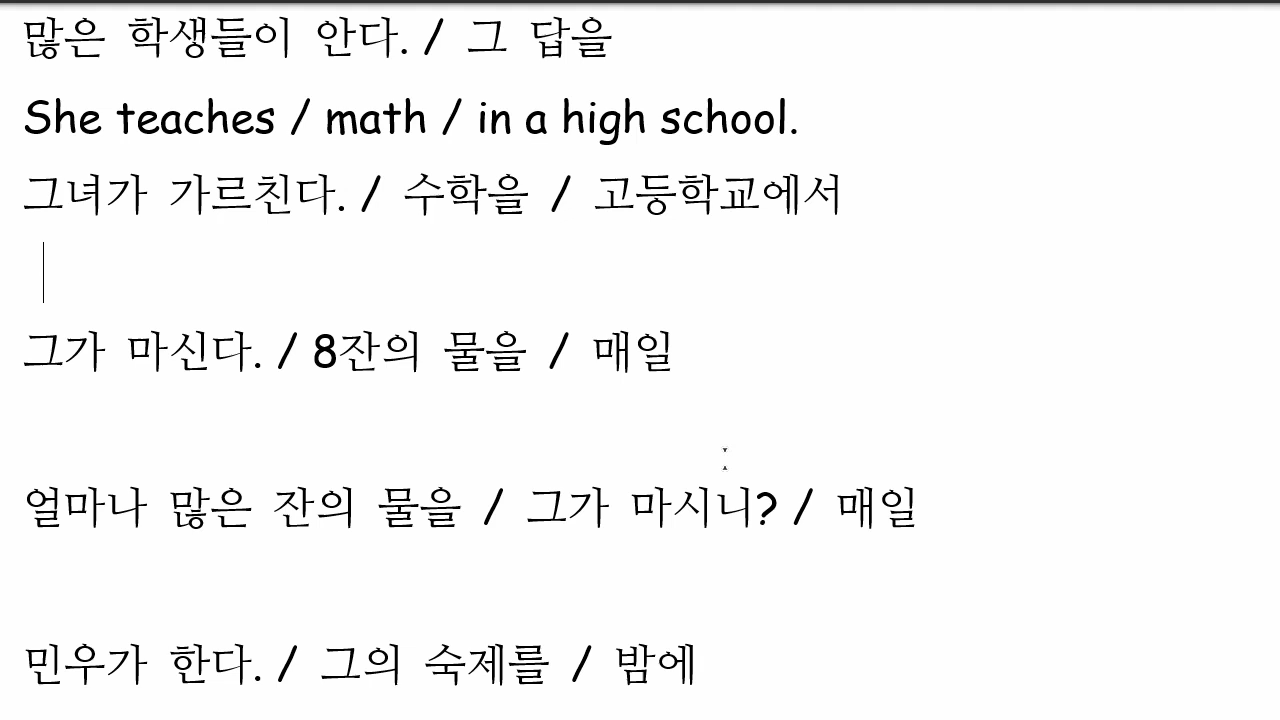 많은 학생들이 안다. / 그 답을
She teaches / math / in a high school.
그녀가 가르친다. / 수학을 / 고등학교에서
그가 마신다. / 8잔의 물을 / 매일
얼마나 많은 잔의 물을 / 그가 마시니? / 매일
민우가 한다. / 그의 숙제를 / 밤에